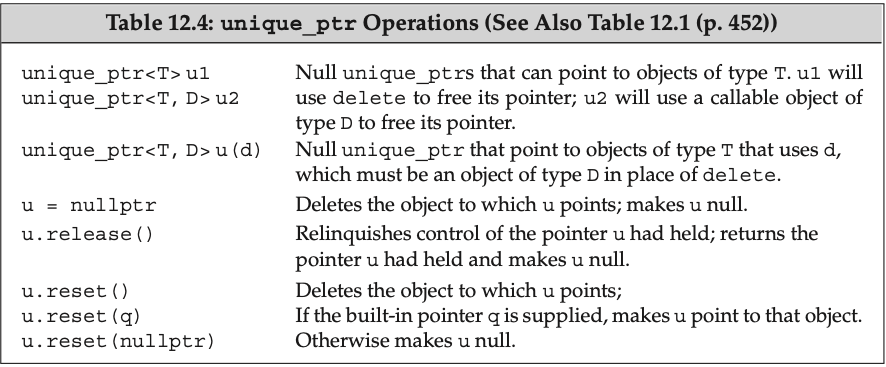 Table 12.4: unique_ptr Operations (See Also Table 12.1 (p. 452))
unique_ptr<T> u1 Null unique_ptrs that can point to objects of type T. u1 will
unique_ptr<T, D> u2 use delete to free its pointer; u2 will use a callable object of
type D to free its pointer.
unique_ptr<T, D> u(d) Null unique_ptr that point to objects of type T that uses d,
which must be an object of type D in place of delete.
u = nullptr Deletes the object to which u points; makes u null.
u.release() Relinquishes control of the pointer u had held; returns the
pointer u had held and makes u null.
u.reset() Deletes the object to which u points;
u.reset(q) If the built-in pointer q is supplied, makes u point to that object.
u.reset(nullptr) Otherwise makes u null.